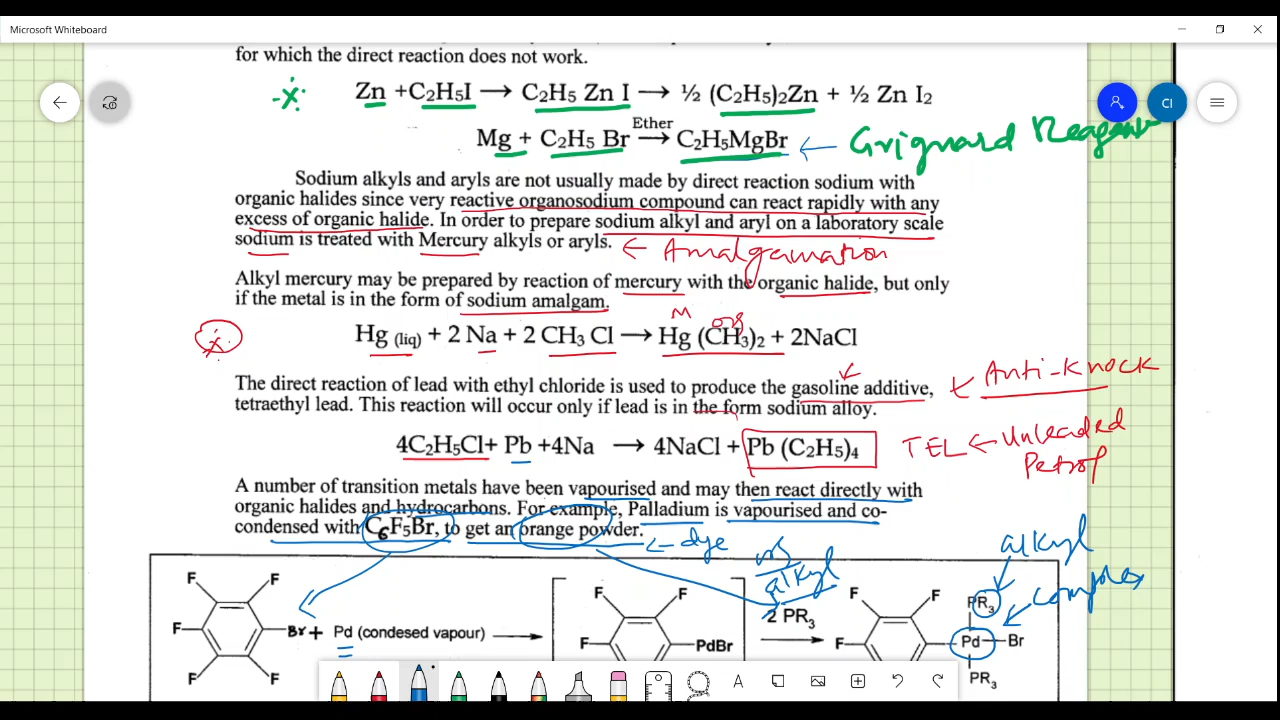 Microsoft Whiteboard
for which the direct reaction does not work.
Zn +C2H5I → C2H5 Zn I → ½ (C2H5)2Zn + ½ Zn I2
Mg + C2H5 Br Ether → C2H5MgBr ← Grignard Reagent
Sodium alkyls and aryls are not usually made by direct reaction sodium with
organic halides since very reactive organosodium compound can react rapidly with any
excess of organic halide. In order to prepare sodium alkyl and aryl on a laboratory scale
sodium is treated with Mercury alkyls or aryls. ← Amalgamation
Alkyl mercury may be prepared by reaction of mercury with the organic halide, but only
if the metal is in the form of sodium amalgam.
M org
Hg (liq) + 2 Na + 2 CH3 Cl → Hg (CH3)2 + 2NaCl
The direct reaction of lead with ethyl chloride is used to produce the gasoline additive, ← Anti-Knock
tetraethyl lead. This reaction will occur only if lead is in the form sodium alloy.
4C2H5Cl+ Pb +4Na → 4NaCl + Pb (C2H5)4 TEL ← Unleaded
Petrol
A number of transition metals have been vapourised and may then react directly with
organic halides and hydrocarbons. For example, Palladium is vapourised and co-
condensed with C6F5Br, to get an orange powder. ← dye
org
alkyl
alkyl
complex
F F F F F F PR3
F Br + Pd (condesed vapour) → F PdBr 2 PR3 → F Pd Br
F F PR3
CI
A